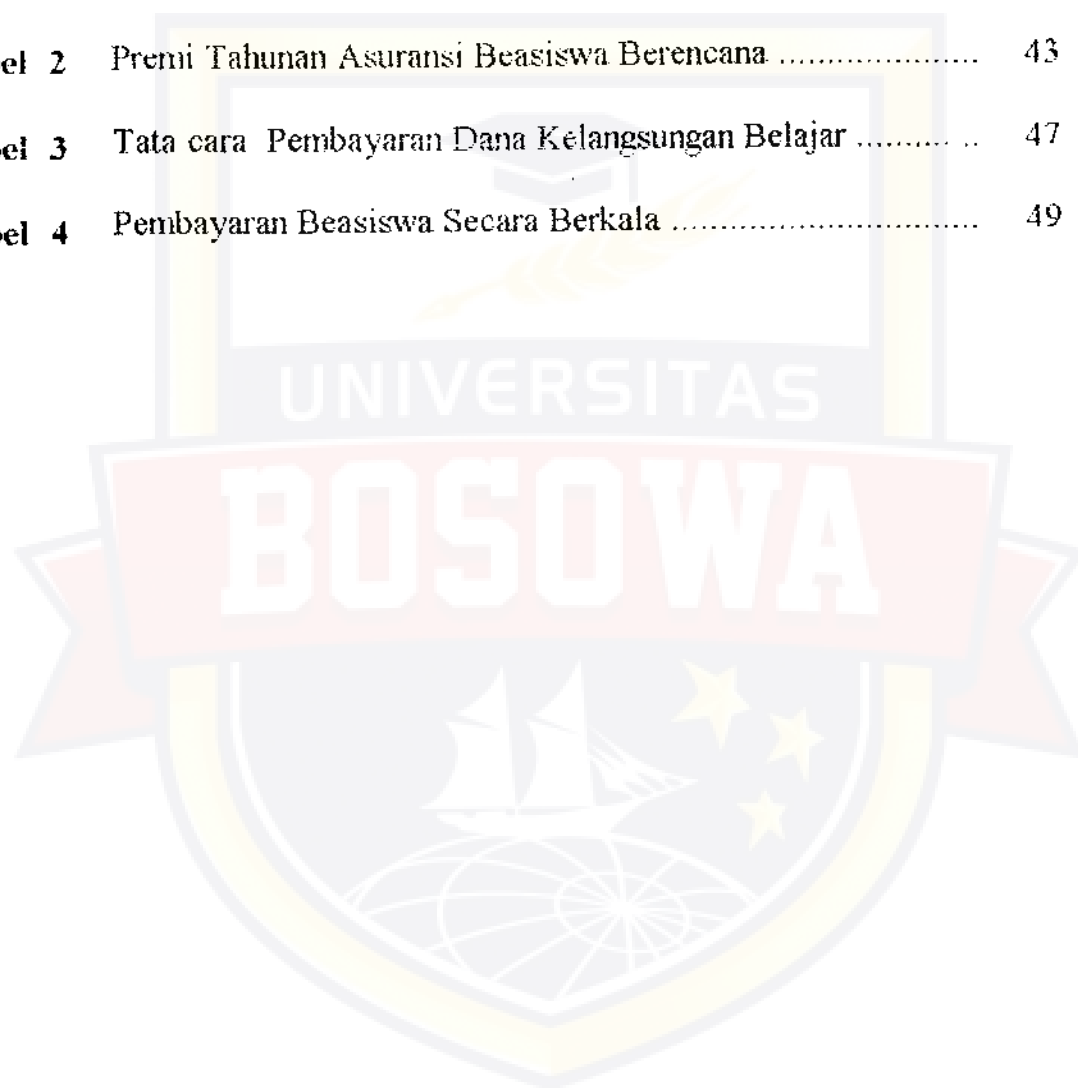 el 2 Premi Tahunan Asuransi Beasiswa Berencana ..................... 43
el 3 Tata cara Pembayaran Dana Kelangsungan Belajar .......... .. 47
el 4 Pembayaran Beasiswa Secara Berkala ................................ 49
UNIVERSITAS
BOSOWA